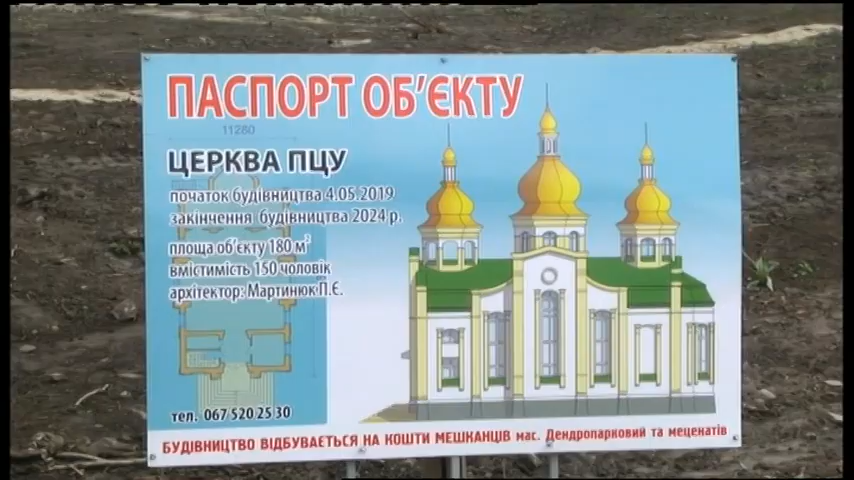 ПАСПОРТ ОБ'ЄКТУ
11280
ЦЕРКВА ПЦУ
початок будівництва 4.05.2019
закінчення будівництва 2024 р.
площа об'єкту 180 м²
вмістимість 150 чоловік
архітектор: Мартинюк П.Є.
тел. 067 520 25 30
БУДІВНИЦТВО ВІДБУВАЄТЬСЯ НА КОШТИ МЕШКАНЦІВ мас. Дендропарковий та меценатів